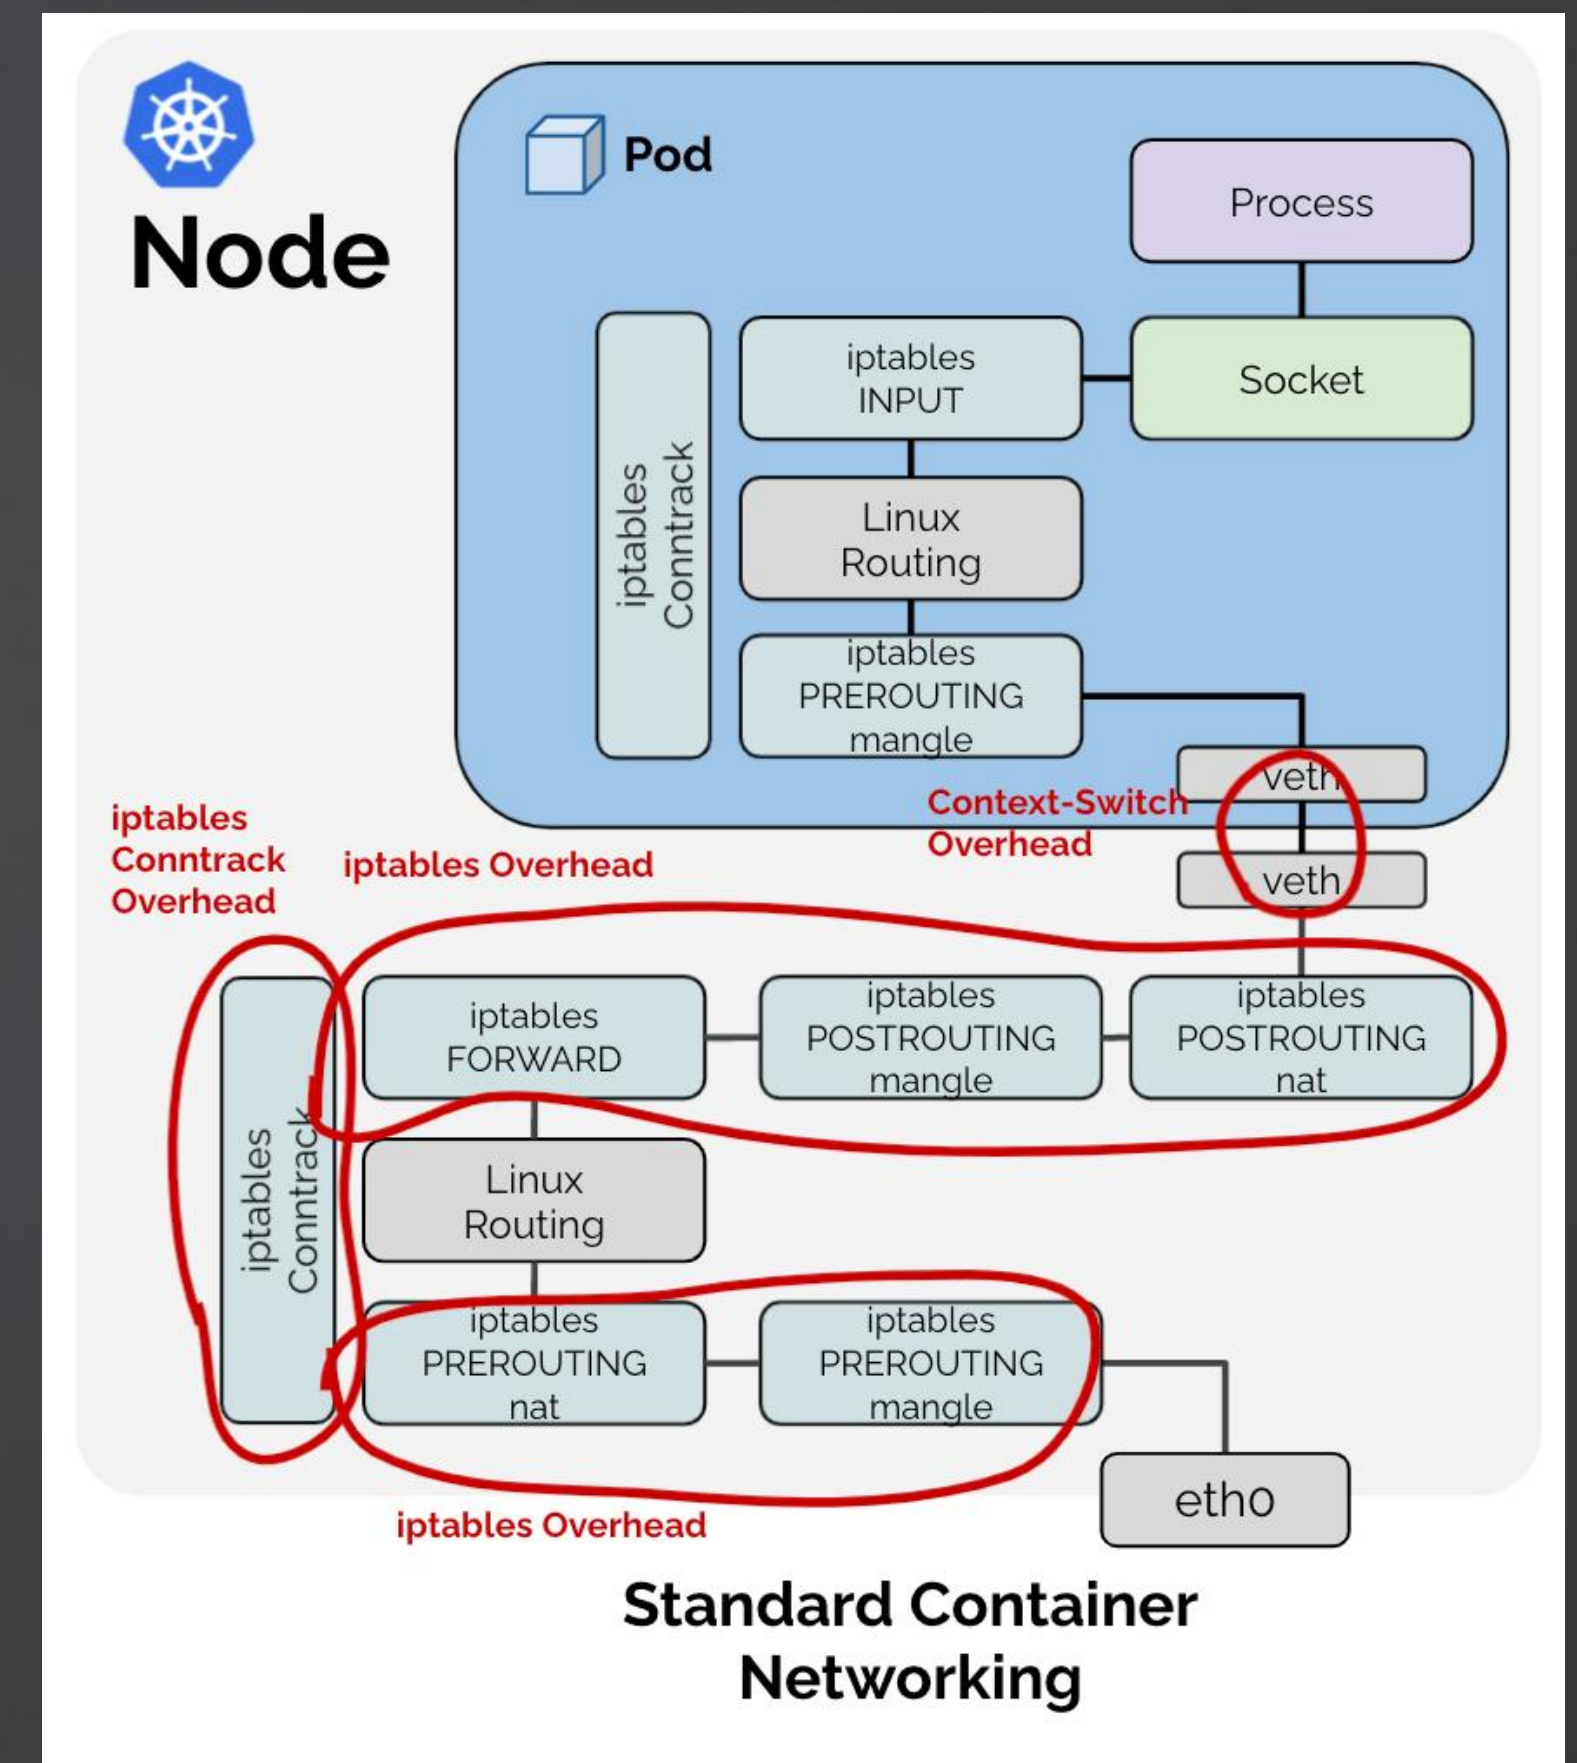 Pod
Node
Process
Socket
iptables
INPUT
iptables
Conntrack
Linux
Routing
iptables
PREROUTING
mangle
veth
Context-Switch
Overhead
veth
iptables
Conntrack
Overhead
iptables Overhead
iptables
FORWARD
iptables
POSTROUTING
mangle
iptables
POSTROUTING
nat
iptables
Conntrack
Linux
Routing
iptables
PREROUTING
nat
iptables
PREROUTING
mangle
eth0
iptables Overhead
Standard Container
Networking